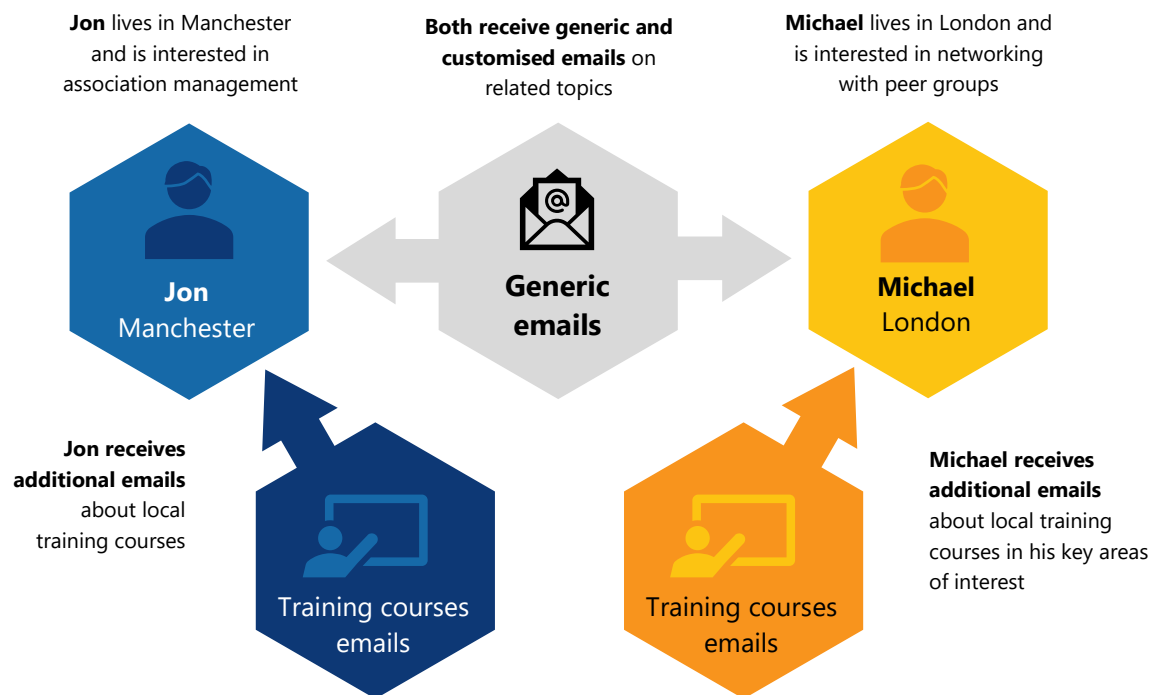 Jon lives in Manchester
and is interested in
association management
Both receive generic and
customised emails on
related topics
Michael lives in London and
is interested in networking
with peer groups
Jon
Manchester
@
Generic
emails
Michael
London
Jon receives
additional emails
about local
training courses
Training courses
emails
Training courses
emails
Michael receives
additional emails
about local training
courses in his key areas
of interest